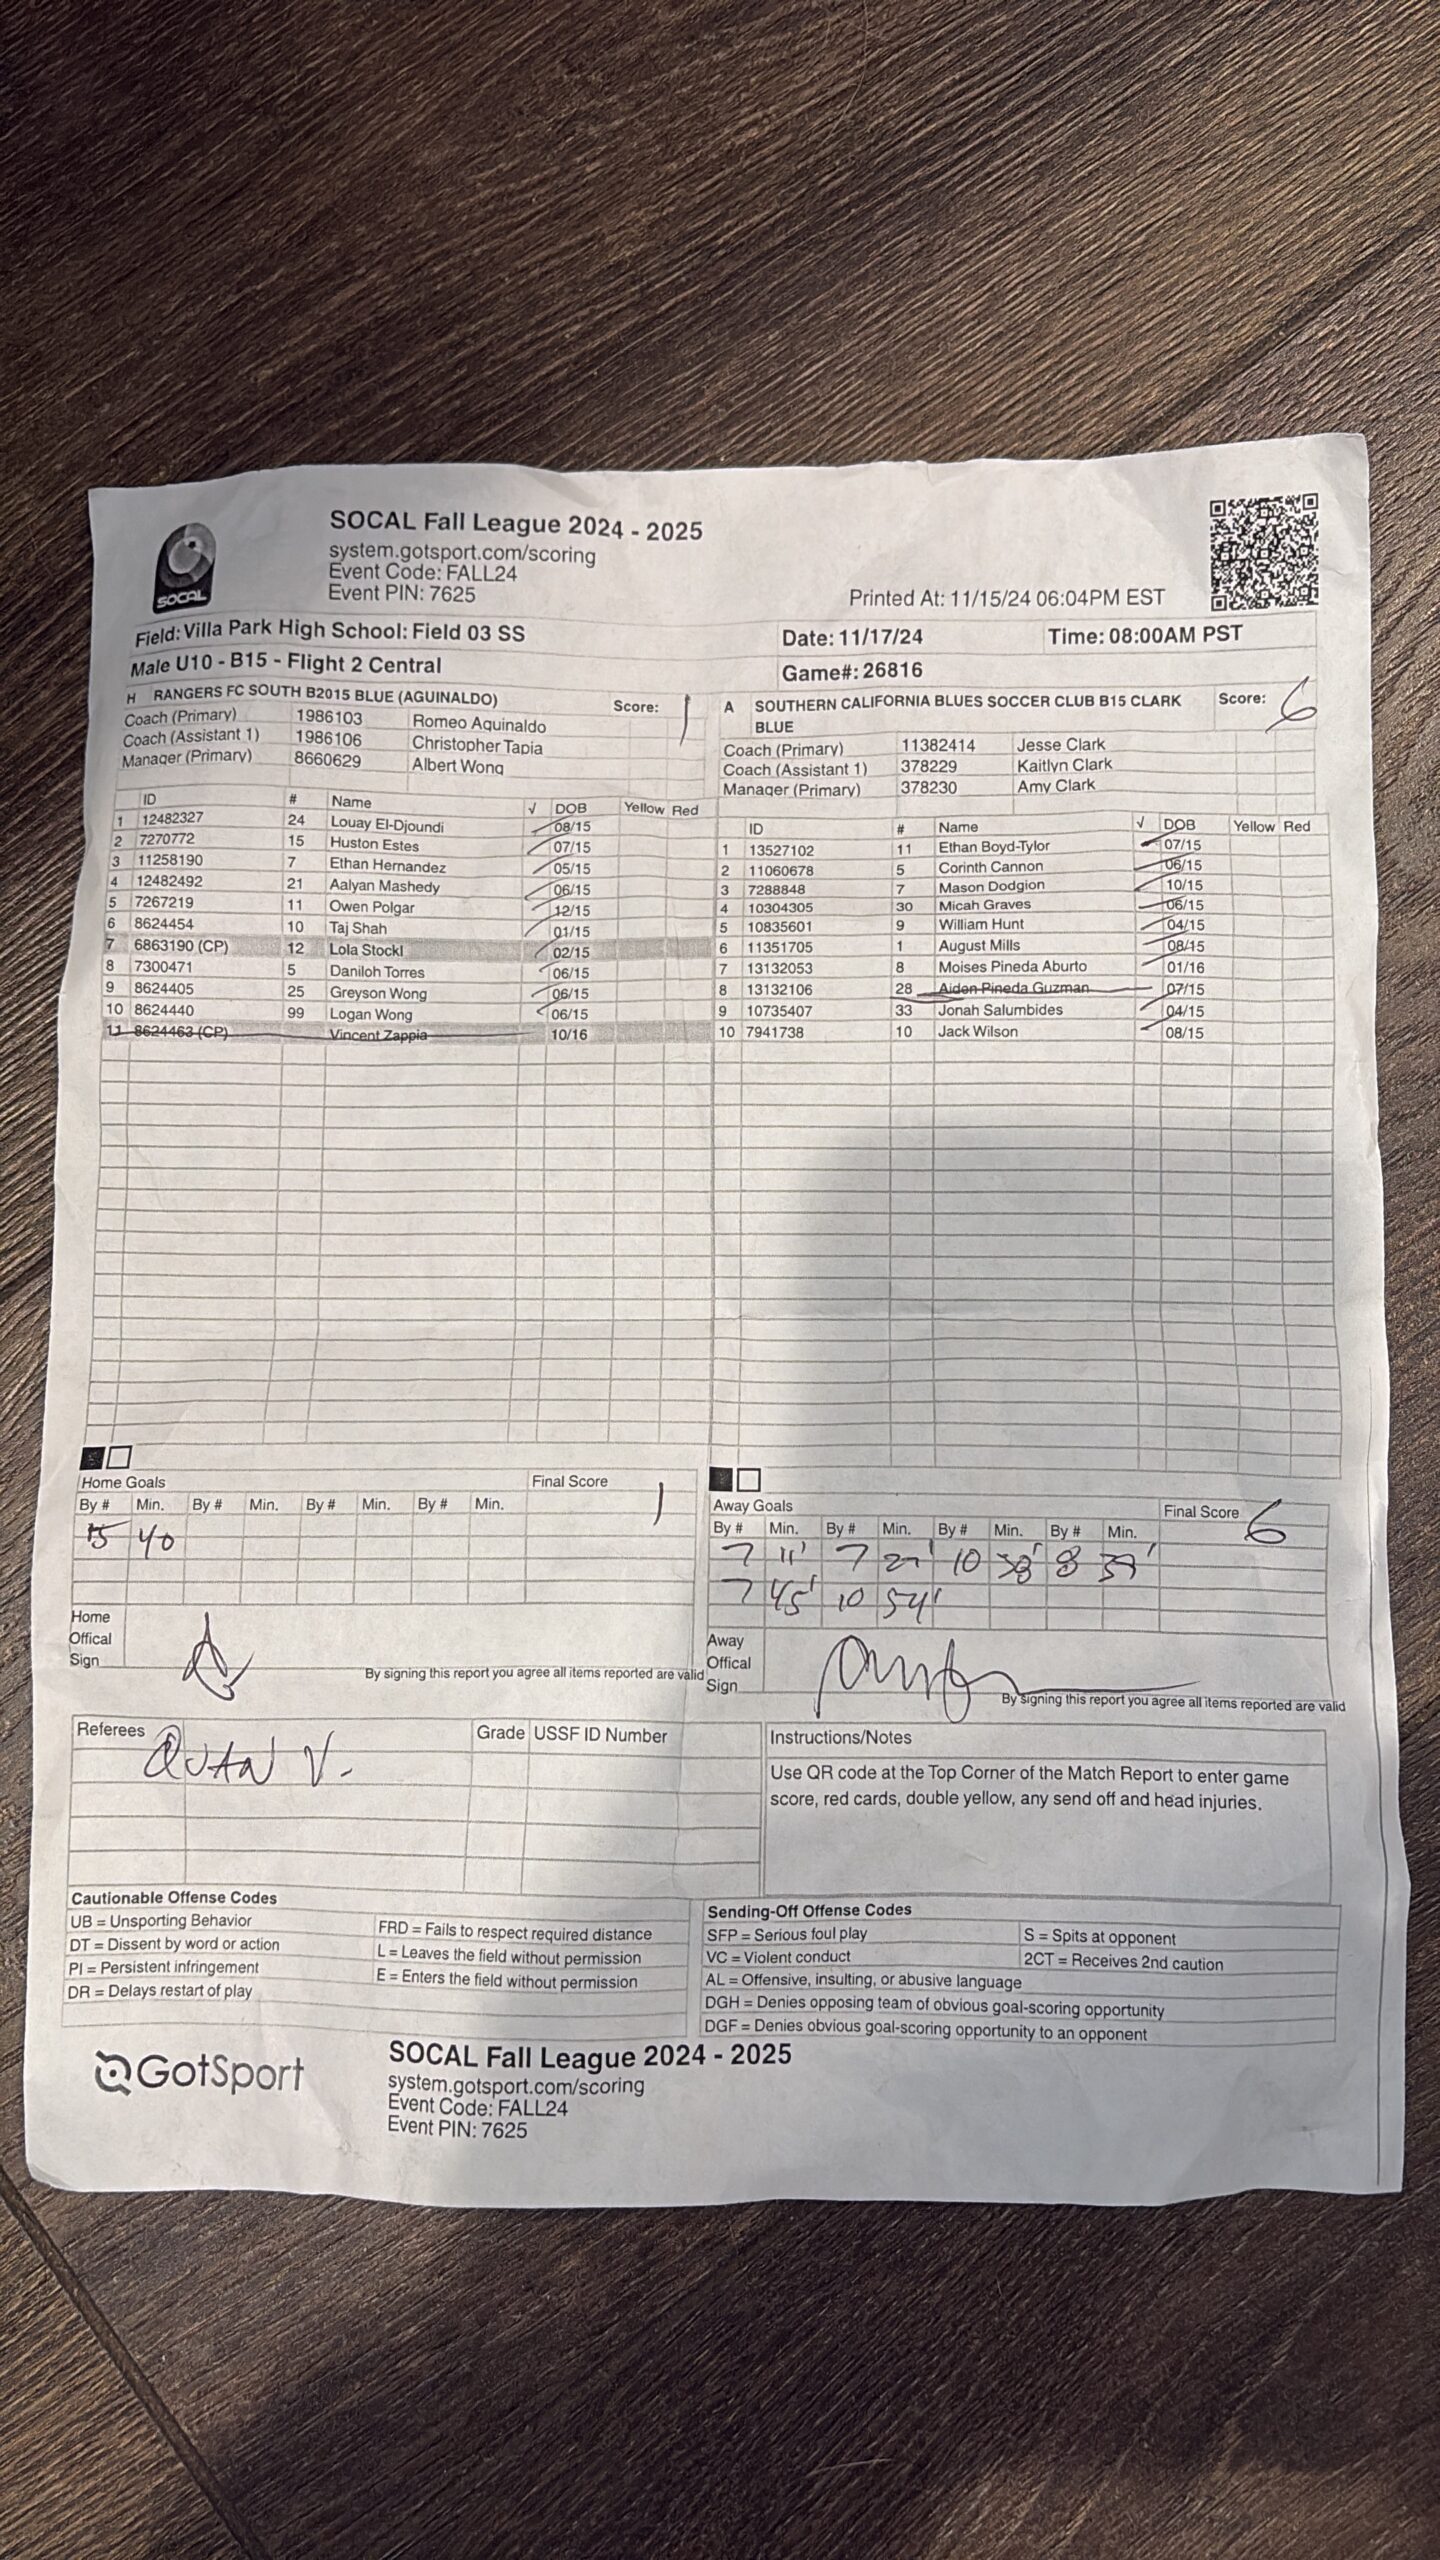 SOCAL Fall League 2024 - 2025
system.gotsport.com/scoring
Event Code: FALL24
Event PIN: 7625
SOCAL
Printed At: 11/15/24 06:04PM EST
Field: Villa Park High School: Field 03 SS Date: 11/17/24 Time: 08:00AM PST
Male U10 - B15 - Flight 2 Central Game#: 26816
H RANGERS FC SOUTH B2015 BLUE (AGUINALDO) Score: 1
Coach (Primary) 1986103 Romeo Aguinaldo
Coach (Assistant 1) 1986106 Christopher Tapia
Manager (Primary) 8660629 Albert Wong
ID # Name √ DOB Yellow Red
1 12482327 24 Louay El-Djoundi 08/15
2 7270772 15 Huston Estes 07/15
3 11258190 7 Ethan Hernandez 05/15
4 12482492 21 Aalyan Mashedy 06/15
5 7267219 11 Owen Polgar 12/15
6 8624454 10 Taj Shah 01/15
7 6863190 (CP) 12 Lola Stockl 02/15
8 7300471 5 Daniloh Torres 06/15
9 8624405 25 Greyson Wong 06/15
10 8624440 99 Logan Wong 06/15
11 8624463 (CP) Vincent Zappia 10/16
A SOUTHERN CALIFORNIA BLUES SOCCER CLUB B15 CLARK Score: 6
BLUE
Coach (Primary) 11382414 Jesse Clark
Coach (Assistant 1) 378229 Kaitlyn Clark
Manager (Primary) 378230 Amy Clark
ID # Name √ DOB Yellow Red
1 13527102 11 Ethan Boyd-Tylor 07/15
2 11060678 5 Corinth Cannon 06/15
3 7288848 7 Mason Dodgion 10/15
4 10304305 30 Micah Graves 06/15
5 10835601 9 William Hunt 04/15
6 11351705 1 August Mills 08/15
7 13132053 8 Moises Pineda Aburto 01/16
8 13132106 28 Aiden Pineda Guzman 07/15
9 10735407 33 Jonah Salumbides 04/15
10 7941738 10 Jack Wilson 08/15
Home Goals Final Score 1
By # Min. By # Min. By # Min. By # Min.
15 40
Home
Offical
Sign
By signing this report you agree all items reported are valid
Away Goals Final Score 6
By # Min. By # Min. By # Min. By # Min.
7 11' 7 10 38' 8
7 45' 10 54'
Away
Offical
Sign
By signing this report you agree all items reported are valid
Referees Grade USSF ID Number
QUAN V.
Instructions/Notes
Use QR code at the Top Corner of the Match Report to enter game
score, red cards, double yellow, any send off and head injuries.
Cautionable Offense Codes
UB = Unsporting Behavior FRD = Fails to respect required distance
DT = Dissent by word or action L = Leaves the field without permission
PI = Persistent infringement E = Enters the field without permission
DR = Delays restart of play
Sending-Off Offense Codes
SFP = Serious foul play S = Spits at opponent
VC = Violent conduct 2CT = Receives 2nd caution
AL = Offensive, insulting, or abusive language
DGH = Denies opposing team of obvious goal-scoring opportunity
DGF = Denies obvious goal-scoring opportunity to an opponent
GotSport
SOCAL Fall League 2024 - 2025
system.gotsport.com/scoring
Event Code: FALL24
Event PIN: 7625